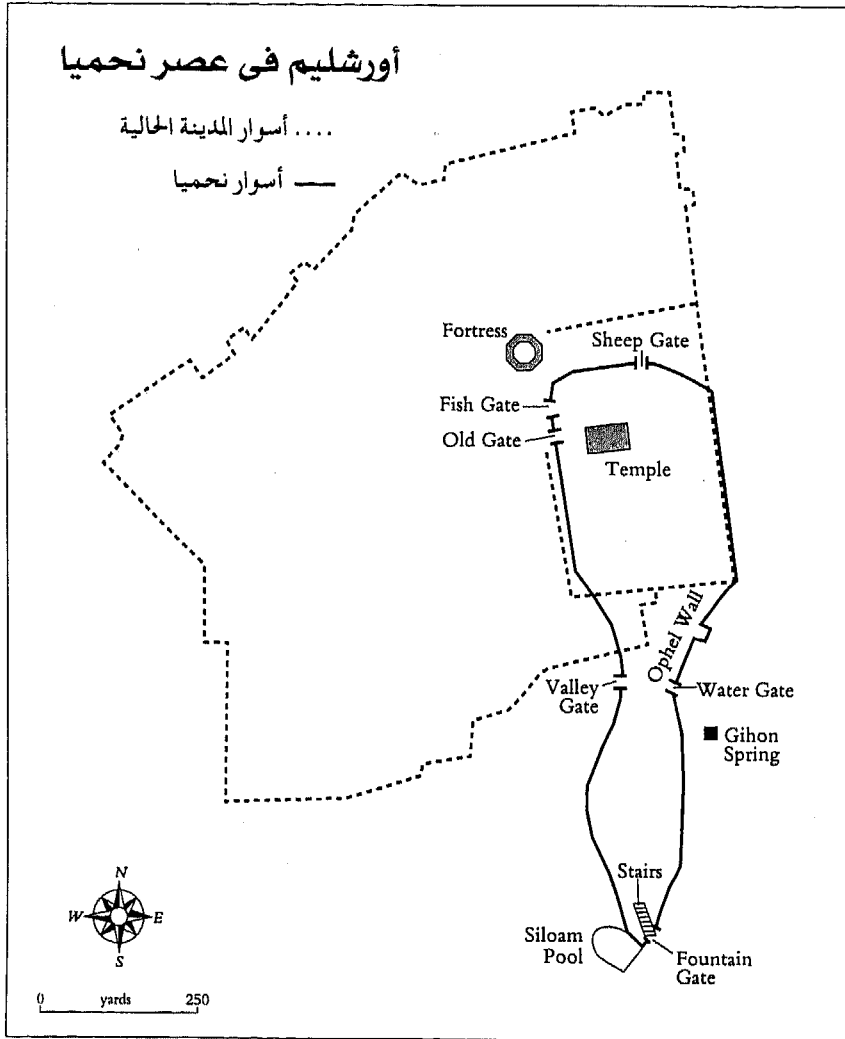 أورشليم فى عصر نحميا
.... أسوار المدينة الحالية
— أسوار نحميا
Fortress
Sheep Gate
Fish Gate
Old Gate
Temple
Ophel Wall
Valley
Gate
Water Gate
Gihon
Spring
Stairs
Siloam
Pool
Fountain
Gate
N
W E
S
0 yards 250